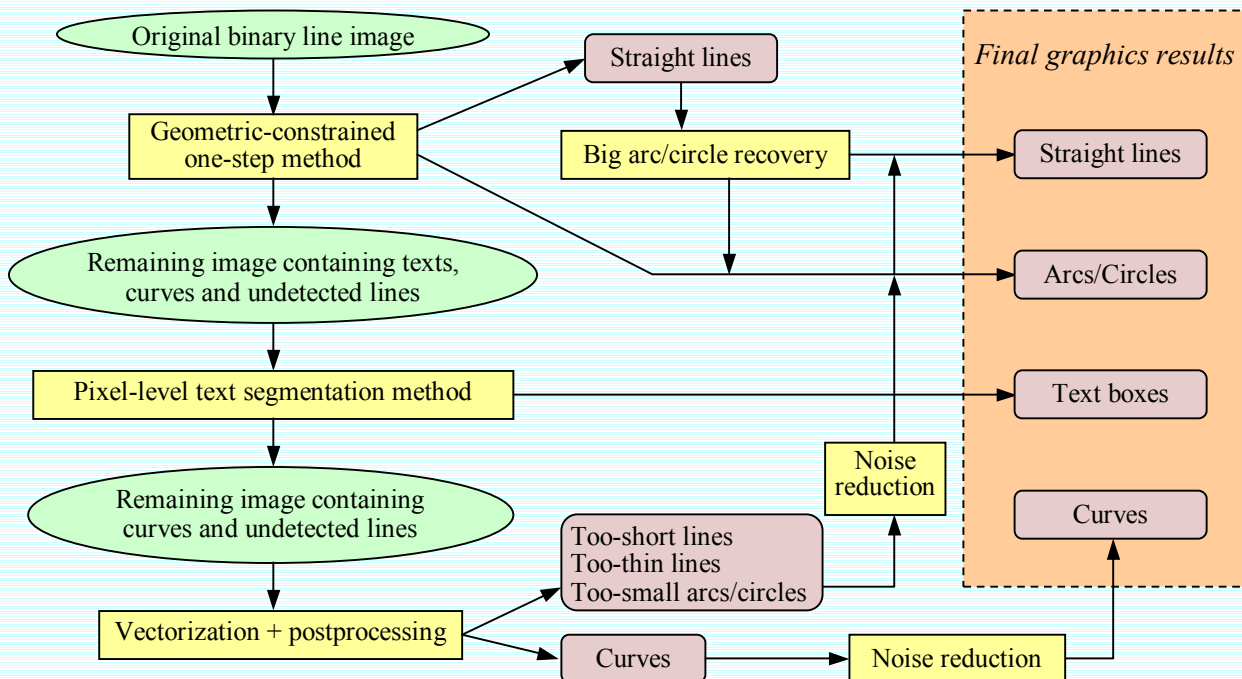 Original binary line image
Straight lines
Final graphics results
Geometric-constrained
one-step method
Big arc/circle recovery
Straight lines
Remaining image containing texts,
curves and undetected lines
Arcs/Circles
Pixel-level text segmentation method
Text boxes
Noise
reduction
Remaining image containing
curves and undetected lines
Curves
Too-short lines
Too-thin lines
Too-small arcs/circles
Vectorization + postprocessing
Curves
Noise reduction